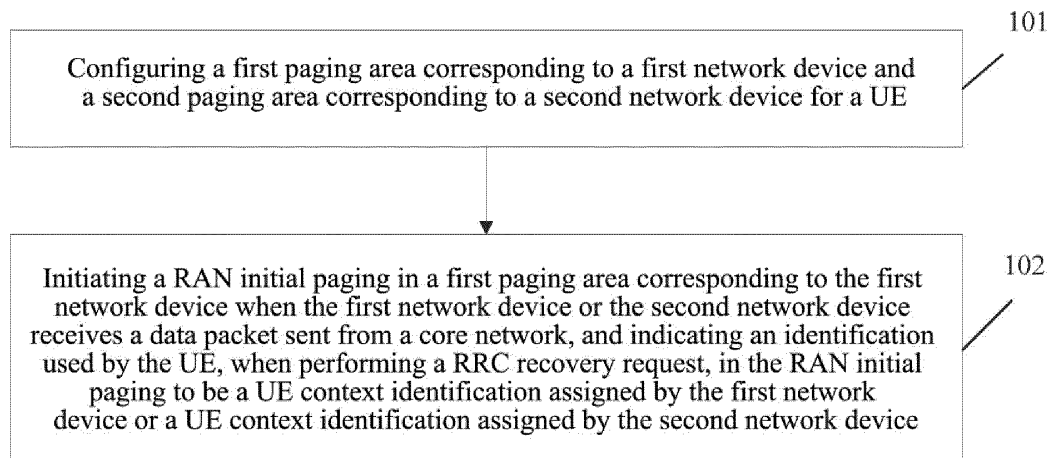 101
Configuring a first paging area corresponding to a first network device and
a second paging area corresponding to a second network device for a UE
102
Initiating a RAN initial paging in a first paging area corresponding to the first
network device when the first network device or the second network device
receives a data packet sent from a core network, and indicating an identification
used by the UE, when performing a RRC recovery request, in the RAN initial
paging to be a UE context identification assigned by the first network
device or a UE context identification assigned by the second network device